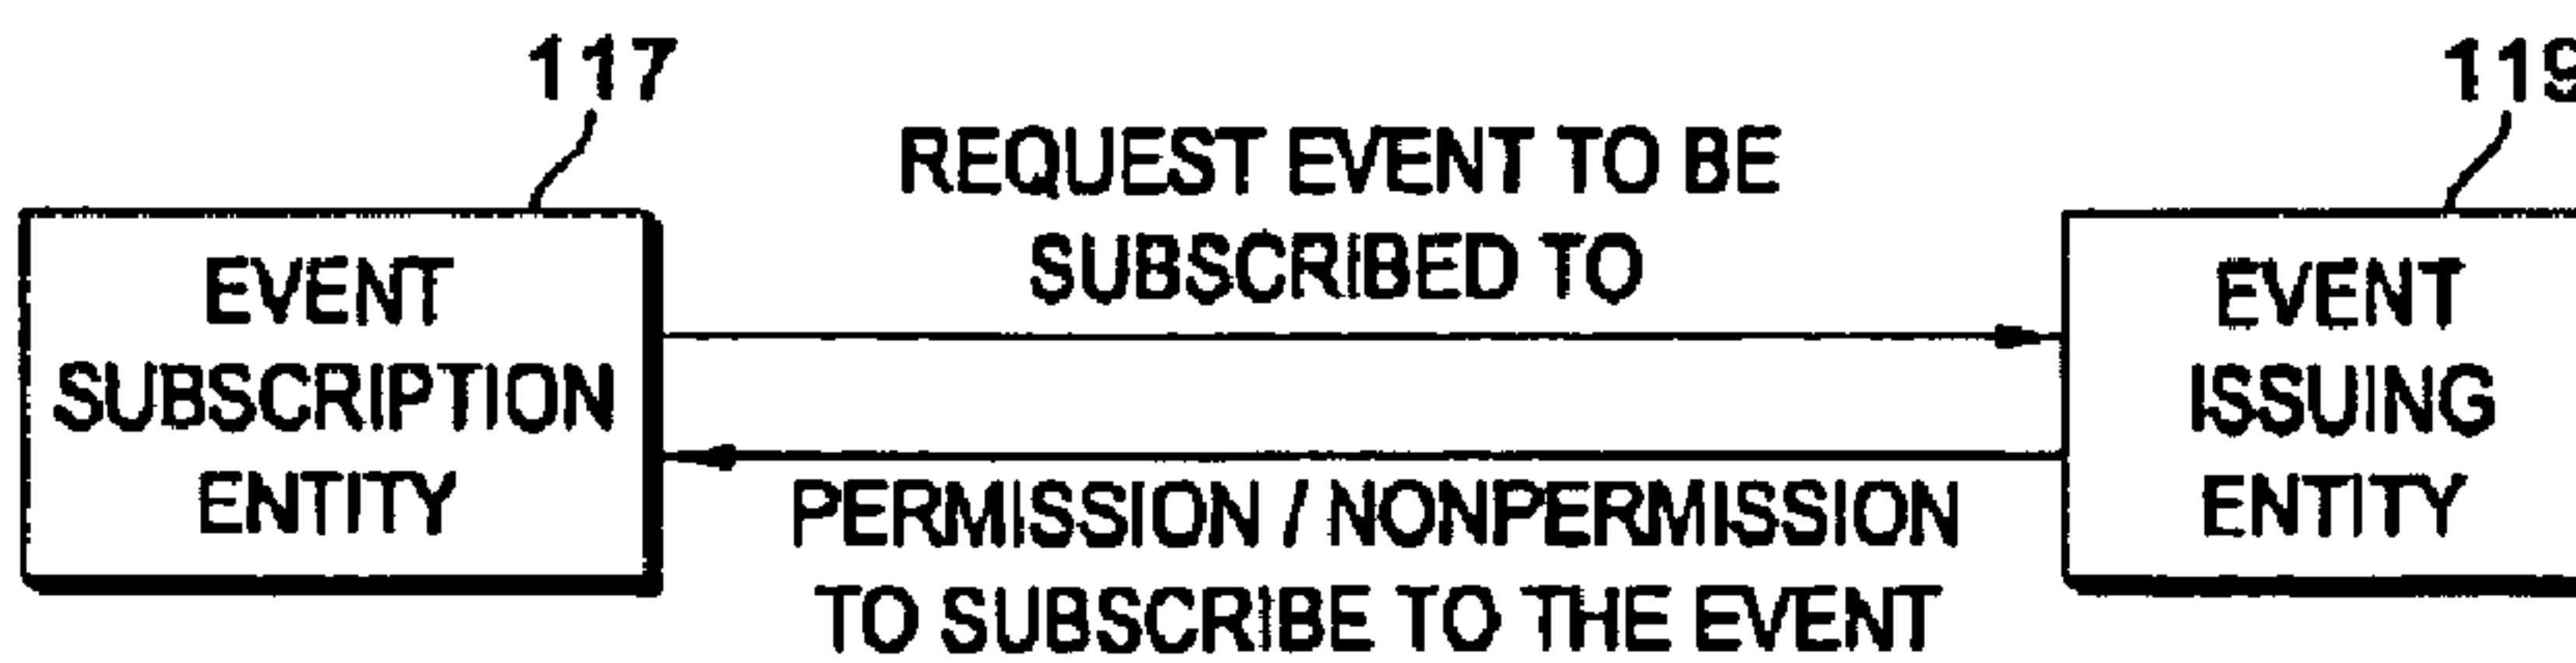 117
119
REQUEST EVENT TO BE
SUBSCRIBED TO
EVENT
SUBSCRIPTION
ENTITY
EVENT
ISSUING
ENTITY
PERMISSION / NONPERMISSION
TO SUBSCRIBE TO THE EVENT